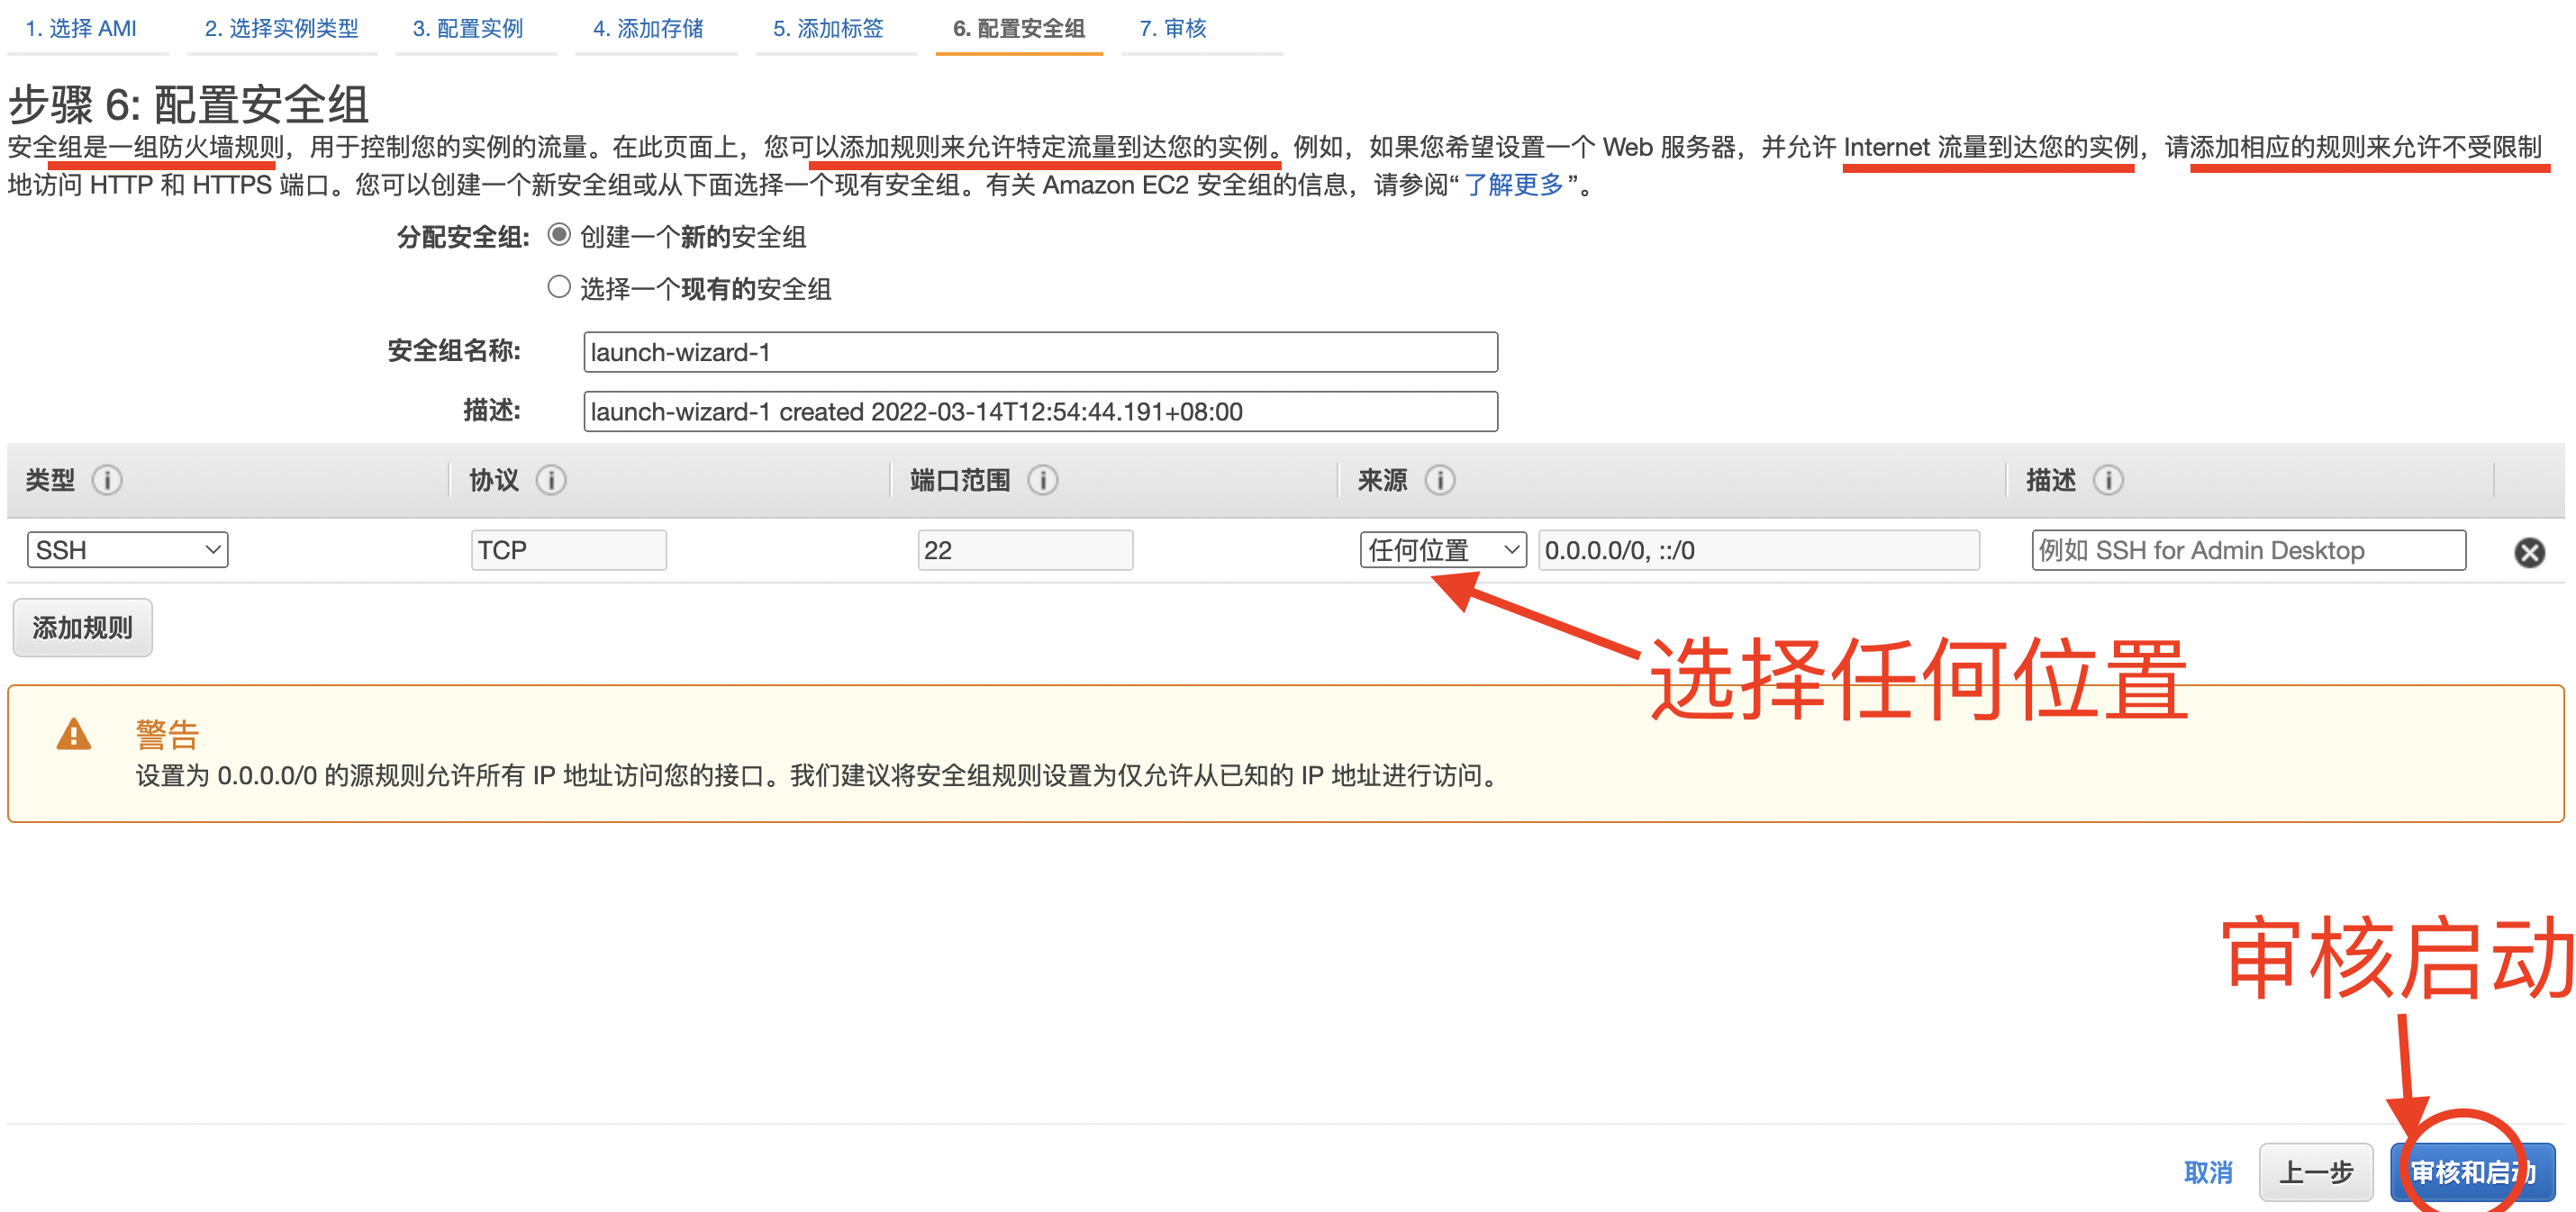 1. 选择 AMI
2. 选择实例类型
3. 配置实例
4. 添加存储
5. 添加标签
6. 配置安全组
7. 审核
步骤 6: 配置安全组
安全组是一组防火墙规则，用于控制您的实例的流量。在此页面上，您可以添加规则来允许特定流量到达您的实例。例如，如果您希望设置一个 Web 服务器，并允许 Internet 流量到达您的实例，请添加相应的规则来允许不受限制
地访问 HTTP 和 HTTPS 端口。您可以创建一个新安全组或从下面选择一个现有安全组。有关 Amazon EC2 安全组的信息，请参阅“了解更多”。
分配安全组: 创建一个新的安全组
选择一个现有的安全组
安全组名称: launch-wizard-1
描述: launch-wizard-1 created 2022-03-14T12:54:44.191+08:00
类型 协议 端口范围 来源 描述
SSH TCP 22 任何位置 0.0.0.0/0, ::/0 例如 SSH for Admin Desktop
添加规则
选择任何位置
警告
设置为 0.0.0.0/0 的源规则允许所有 IP 地址访问您的接口。我们建议将安全组规则设置为仅允许从已知的 IP 地址进行访问。
审核启动
取消 上一步 审核和启动